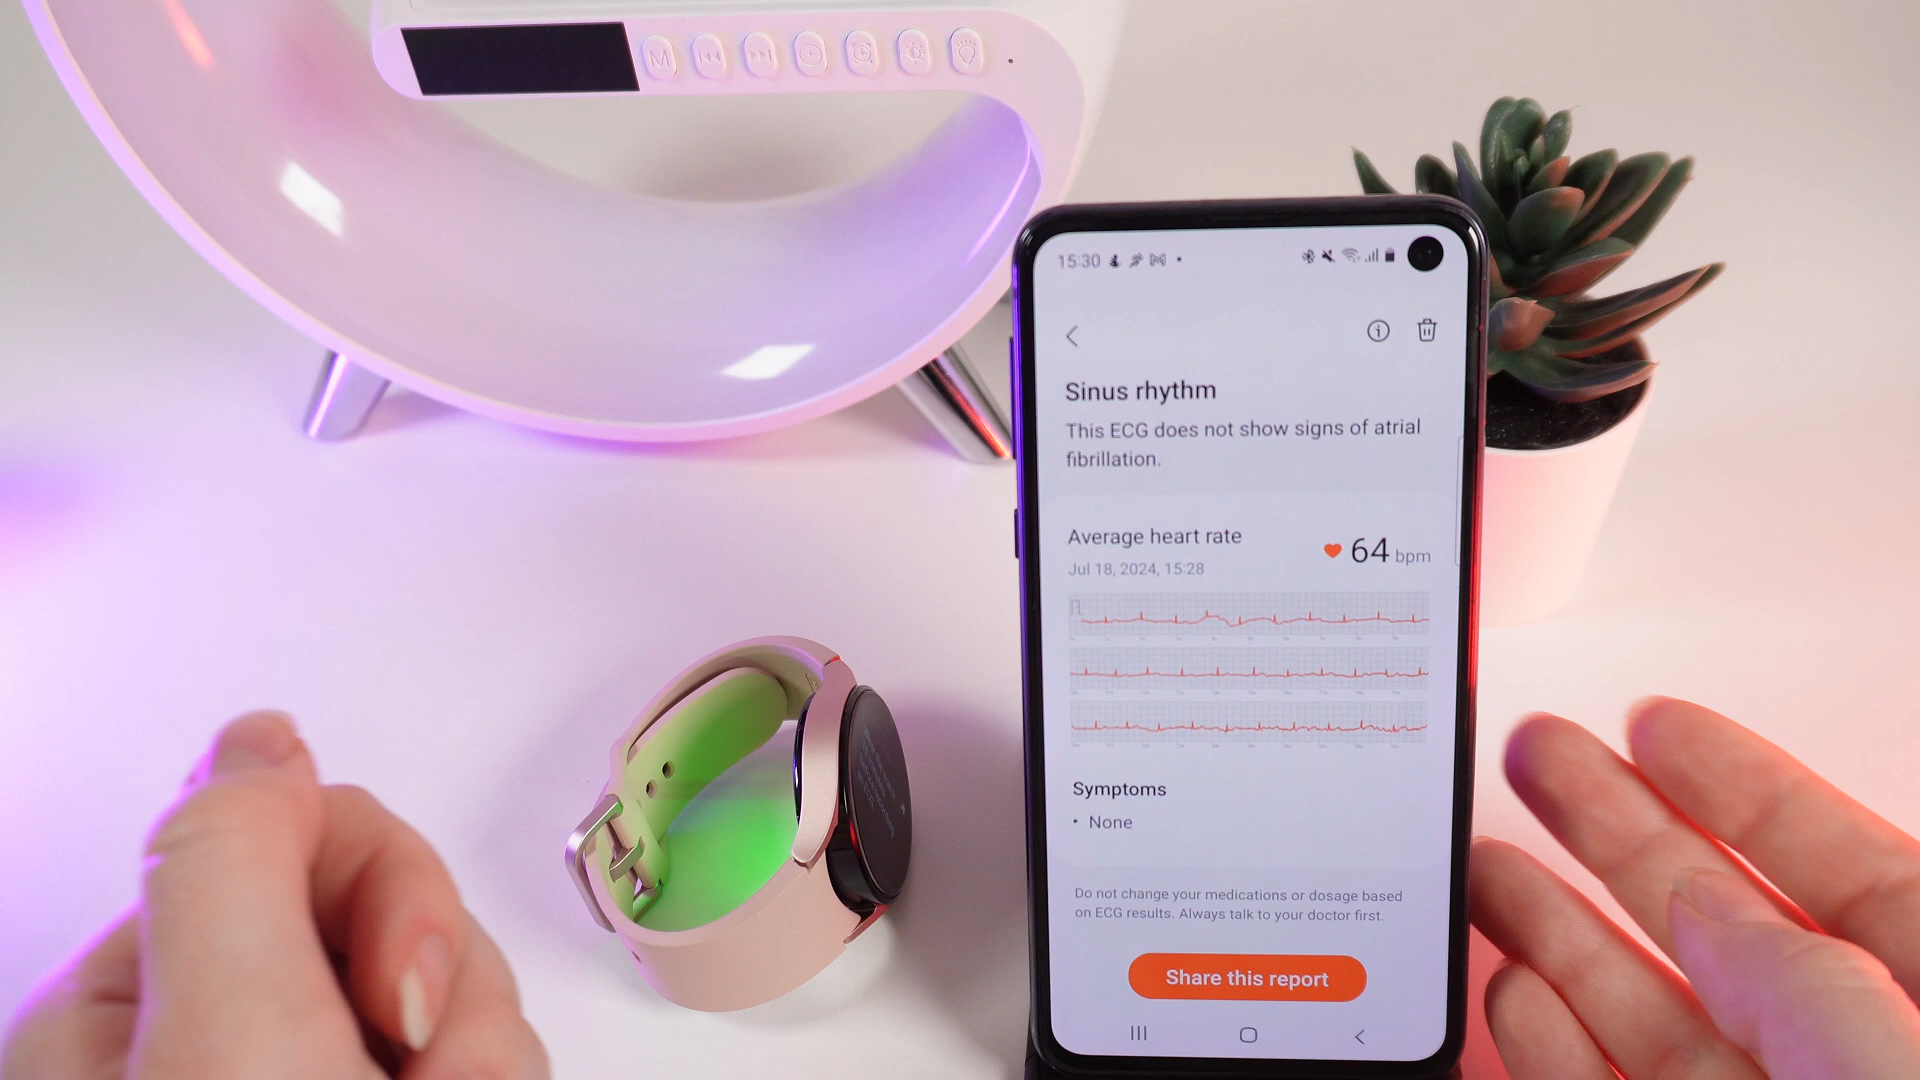 M
15:30
Sinus rhythm
This ECG does not show signs of atrial
fibrillation.
Average heart rate
64 bpm
Jul 18, 2024, 15:28
Symptoms
• None
Do not change your medications or dosage based
on ECG results. Always talk to your doctor first.
Share this report